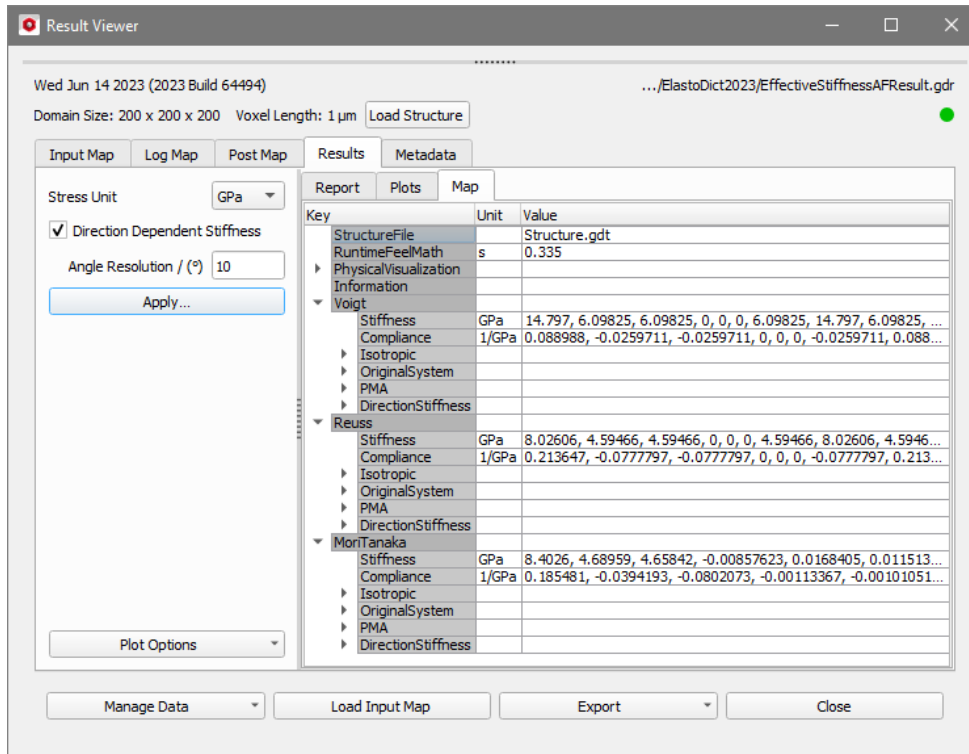 Result Viewer
Wed Jun 14 2023 (2023 Build 64494) .../ElastoDict2023/EffectiveStiffnessAFResult.gdr
Domain Size: 200 x 200 x 200 Voxel Length: 1 µm Load Structure
Input Map Log Map Post Map Results Metadata
Stress Unit GPa
Direction Dependent Stiffness
Angle Resolution / (°) 10
Apply...
Report Plots Map
Key Unit Value
StructureFile Structure.gdt
RuntimeFeelMath s 0.335
PhysicalVisualization
Information
Voigt
Stiffness GPa 14.797, 6.09825, 6.09825, 0, 0, 0, 6.09825, 14.797, 6.09825, ...
Compliance 1/GPa 0.088988, -0.0259711, -0.0259711, 0, 0, 0, -0.0259711, 0.088...
Isotropic
OriginalSystem
PMA
DirectionStiffness
Reuss
Stiffness GPa 8.02606, 4.59466, 4.59466, 0, 0, 0, 4.59466, 8.02606, 4.5946...
Compliance 1/GPa 0.213647, -0.0777797, -0.0777797, 0, 0, 0, -0.0777797, 0.213...
Isotropic
OriginalSystem
PMA
DirectionStiffness
MoriTanaka
Stiffness GPa 8.4026, 4.68959, 4.65842, -0.00857623, 0.0168405, 0.011513...
Compliance 1/GPa 0.185481, -0.0394193, -0.0802073, -0.00113367, -0.00101051...
Isotropic
OriginalSystem
PMA
DirectionStiffness
Plot Options
Manage Data Load Input Map Export Close